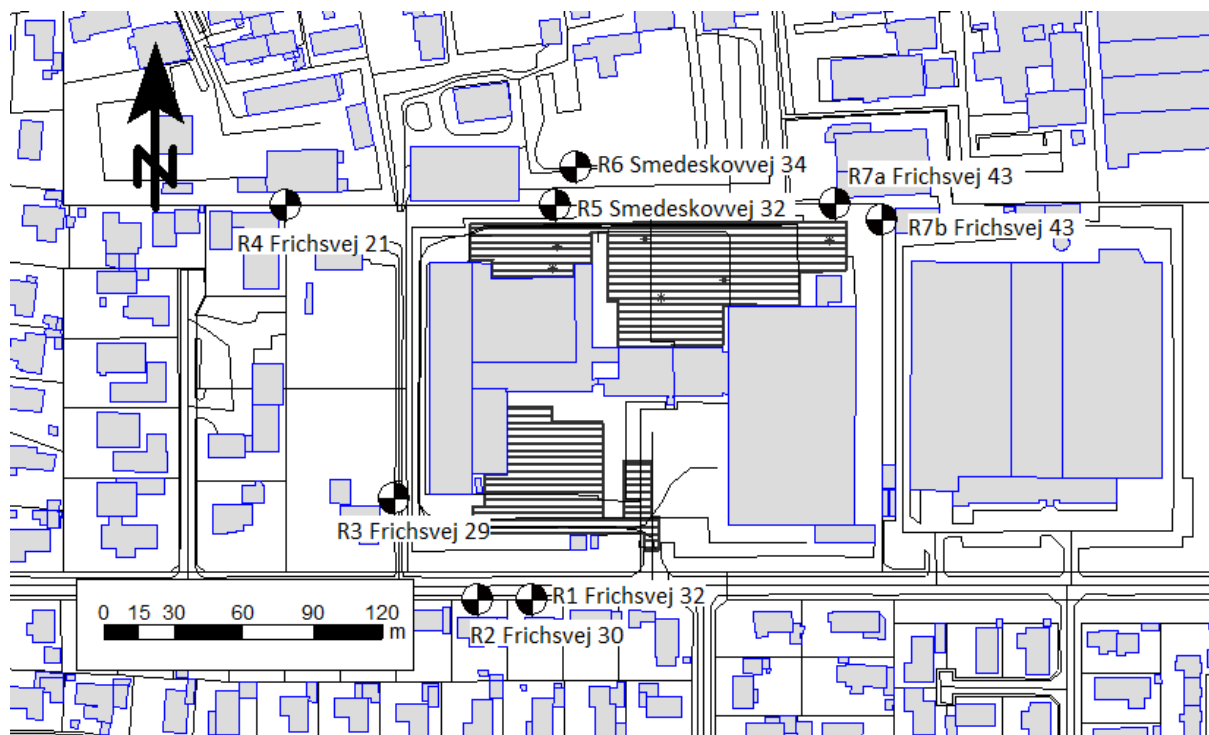 N
R6 Smedeskovvej 34
R7a Frichsvej 43
R5 Smedeskovvej 32
R7b Frichsvej 43
R4 Frichsvej 21
R3 Frichsvej 29
R1 Frichsvej 32
R2 Frichsvej 30
0 15 30 60 90 120
m